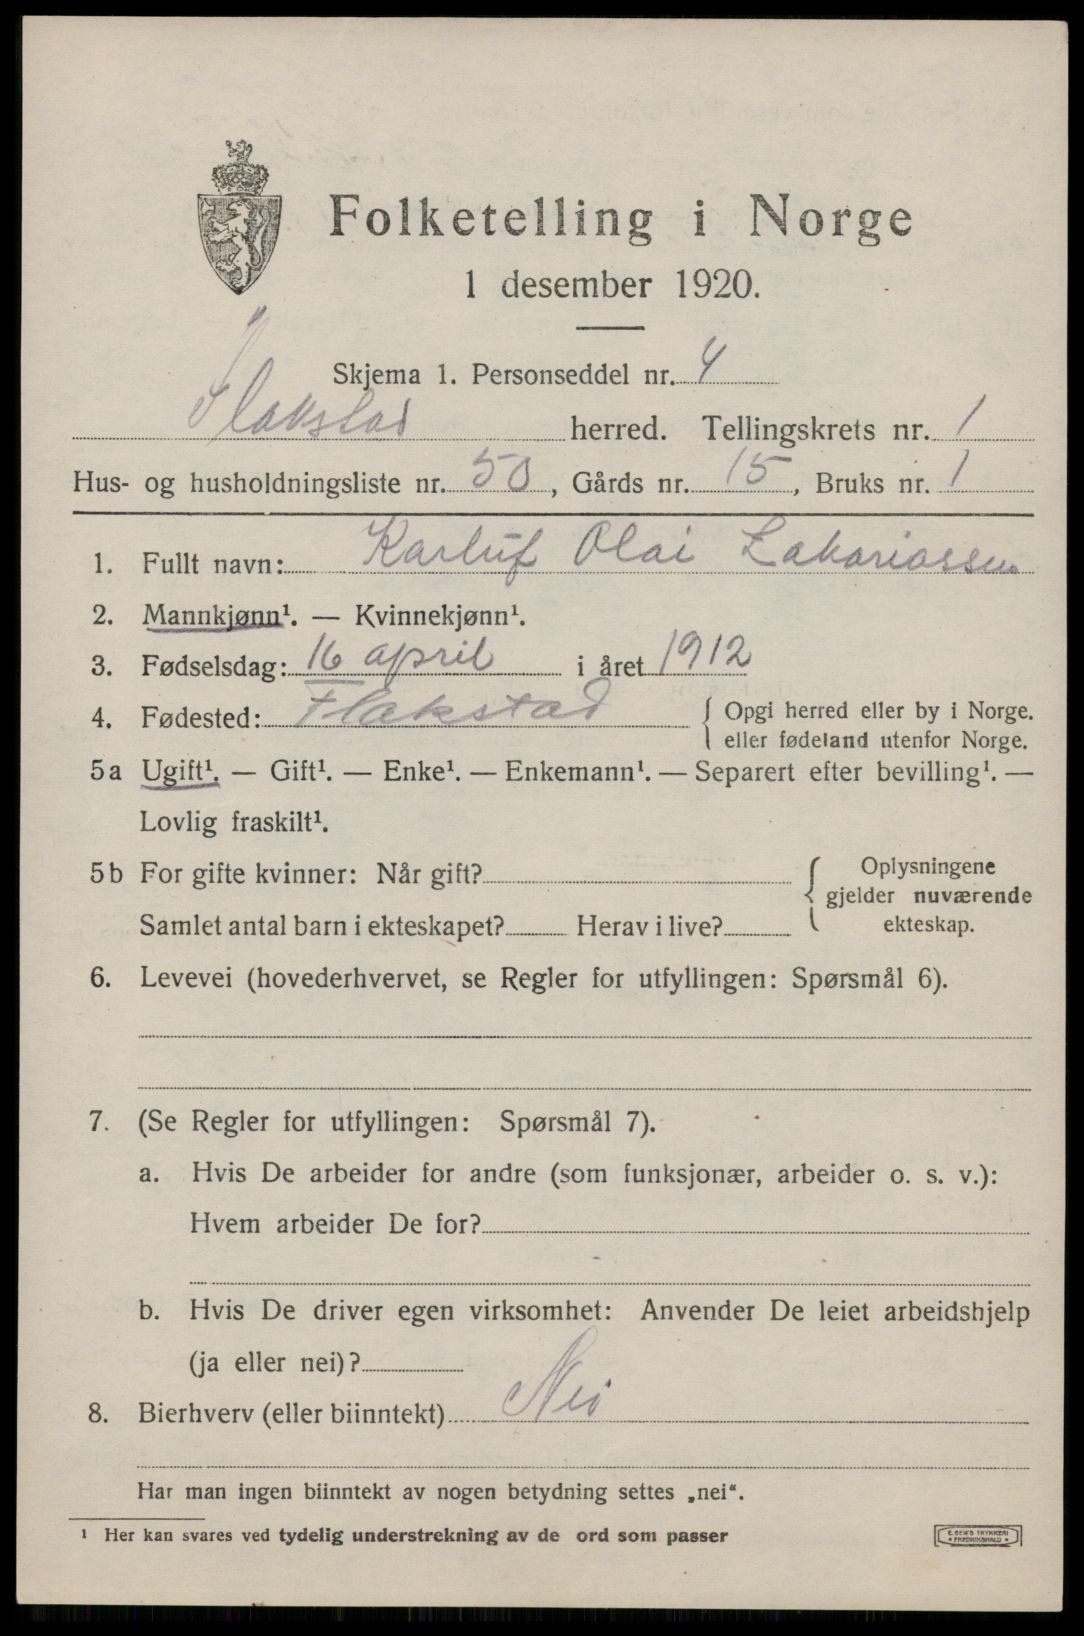 Folketelling i Norge
1 desember 1920.
Skjema 1. Personseddel nr. 4
Flakstad herred. Tellingskrets nr. 1
Hus- og husholdningsliste nr. 50, Gårds nr. 15, Bruks nr. 1
1. Fullt navn: Karluf Olai Zakariassen
2. Mannkjønn¹. — Kvinnekjønn¹.
3. Fødselsdag: 16 april i året 1912
4. Fødested: Flakstad { Opgi herred eller by i Norge.
eller fødeland utenfor Norge.
5a Ugift¹. — Gift¹. — Enke¹. — Enkemann¹. — Separert efter bevilling¹. —
Lovlig fraskilt¹.
5b For gifte kvinner: Når gift? { Oplysningene
gjelder nuværende
Samlet antal barn i ekteskapet? Herav i live? ekteskap.
6. Levevei (hovederhvervet, se Regler for utfyllingen: Spørsmål 6).
7. (Se Regler for utfyllingen: Spørsmål 7).
a. Hvis De arbeider for andre (som funksjonær, arbeider o. s. v.):
Hvem arbeider De for?
b. Hvis De driver egen virksomhet: Anvender De leiet arbeidshjelp
(ja eller nei)?
8. Bierhverv (eller biinntekt) Nei
Har man ingen biinntekt av nogen betydning settes „nei“.
¹ Her kan svares ved tydelig understrekning av de ord som passer
E. SEM'S TRYKKERI
* FREDRIKSHALD *